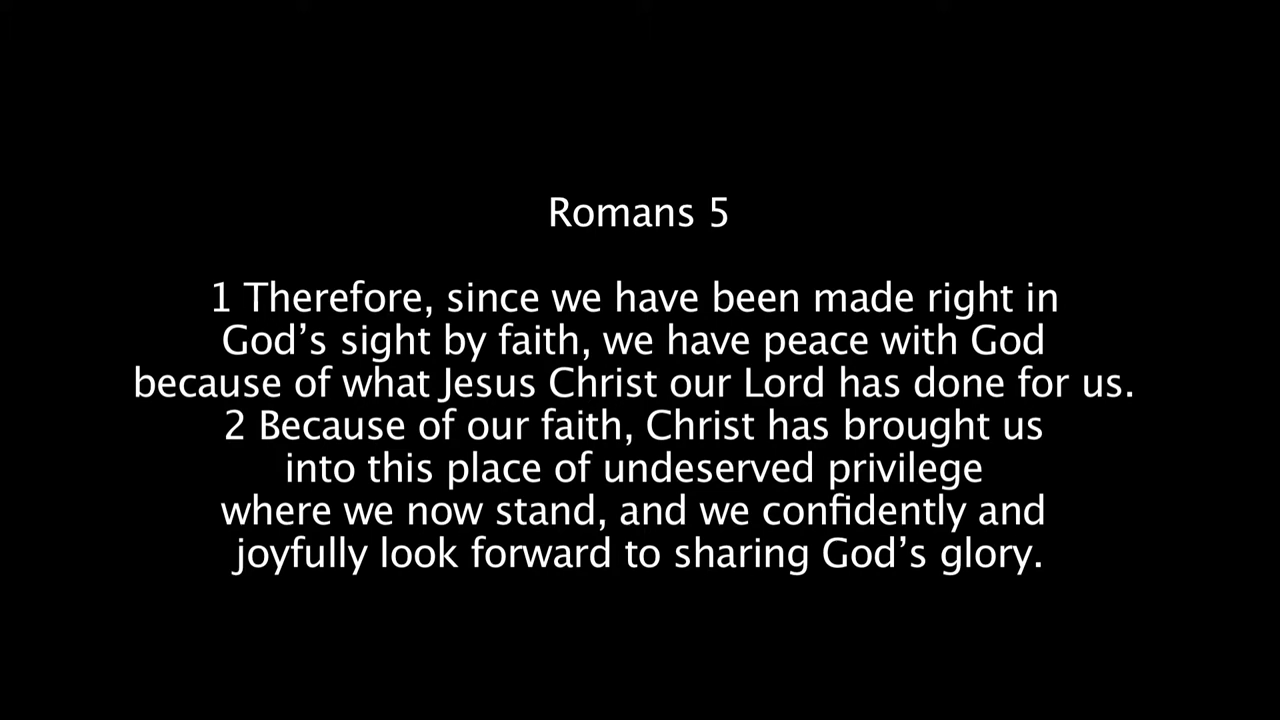 Romans 5
1 Therefore, since we have been made right in
God’s sight by faith, we have peace with God
because of what Jesus Christ our Lord has done for us.
2 Because of our faith, Christ has brought us
into this place of undeserved privilege
where we now stand, and we confidently and
joyfully look forward to sharing God’s glory.